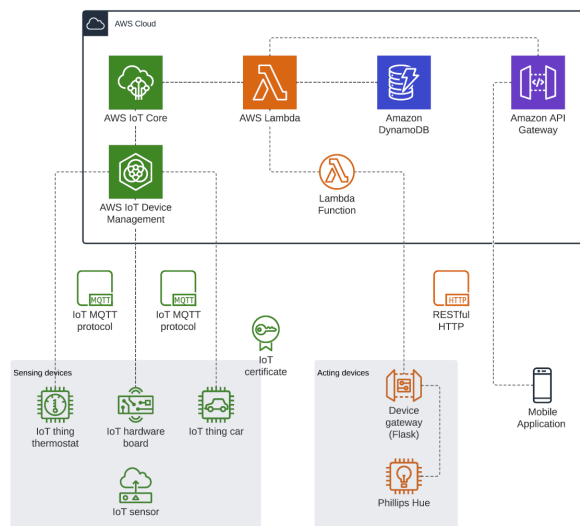 AWS Cloud
AWS IoT Core
AWS Lambda
Amazon
DynamoDB
Amazon API
Gateway
AWS IoT Device
Management
Lambda
Function
MQTT
IoT MQTT
protocol
MQTT
IoT MQTT
protocol
HTTP
RESTful
HTTP
IoT
certificate
Sensing devices
Acting devices
IoT thing
thermostat
IoT hardware
board
IoT thing car
Device
gateway
(Flask)
Mobile
Application
IoT sensor
Phillips Hue